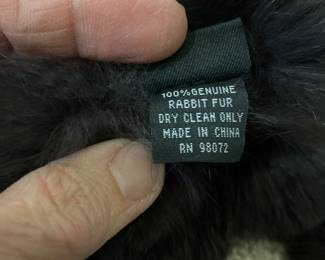 100% GENUINE
RABBIT FUR
DRY CLEAN ONLY
MADE IN CHINA
RN 98072